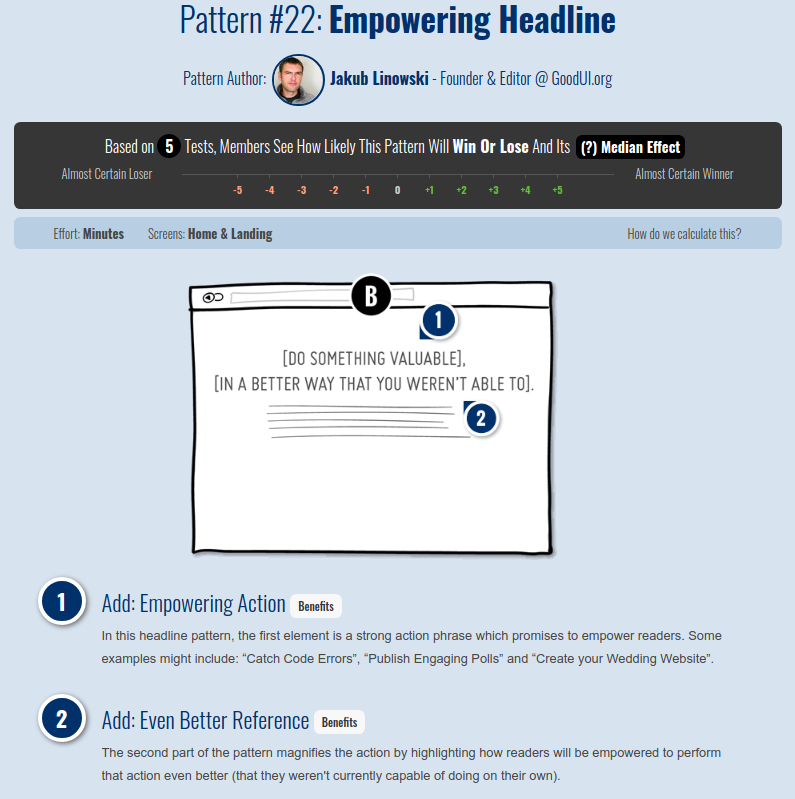 Pattern #22: Empowering Headline
Pattern Author: Jakub Linowski - Founder & Editor @ GoodUI.org
Based on 5 Tests, Members See How Likely This Pattern Will Win Or Lose And Its (?) Median Effect
Almost Certain Loser Almost Certain Winner
-5 -4 -3 -2 -1 0 +1 +2 +3 +4 +5
Effort: Minutes Screens: Home & Landing How do we calculate this?
B
1
[DO SOMETHING VALUABLE],
[IN A BETTER WAY THAT YOU WEREN'T ABLE TO].
2
1 Add: Empowering Action Benefits
In this headline pattern, the first element is a strong action phrase which promises to empower readers. Some
examples might include: “Catch Code Errors”, “Publish Engaging Polls” and “Create your Wedding Website”.
2 Add: Even Better Reference Benefits
The second part of the pattern magnifies the action by highlighting how readers will be empowered to perform
that action even better (that they weren't currently capable of doing on their own).